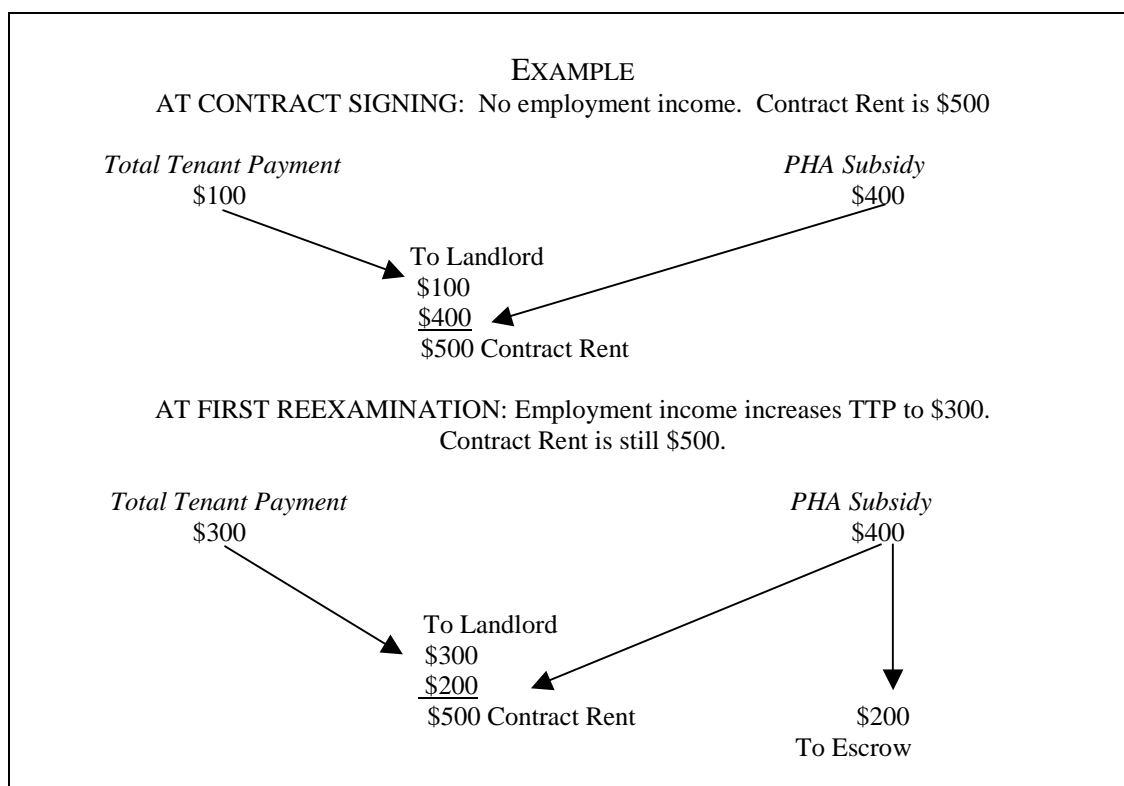 EXAMPLE
AT CONTRACT SIGNING: No employment income. Contract Rent is $500
Total Tenant Payment PHA Subsidy
$100 $400
To Landlord
$100
$400
$500 Contract Rent
AT FIRST REEXAMINATION: Employment income increases TTP to $300.
Contract Rent is still $500.
Total Tenant Payment PHA Subsidy
$300 $400
To Landlord
$300
$200
$500 Contract Rent $200
To Escrow